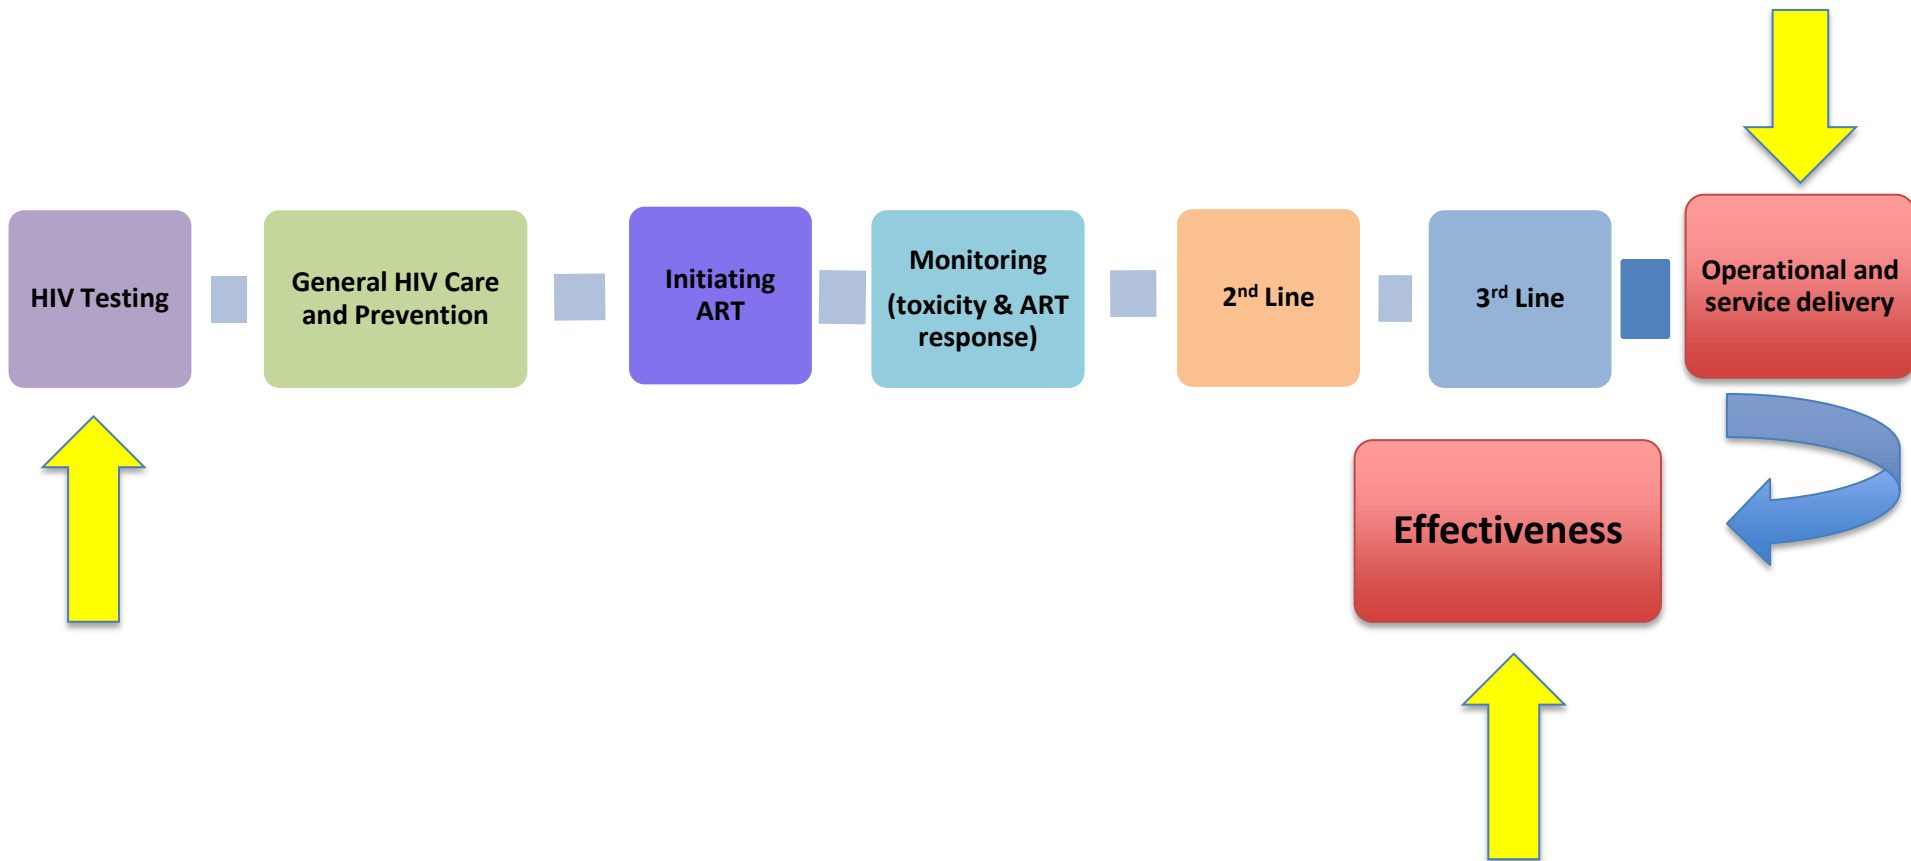 HIV Testing
General HIV Care
and Prevention
Initiating
ART
Monitoring
(toxicity & ART
response)
2nd Line
3rd Line
Operational and
service delivery
Effectiveness